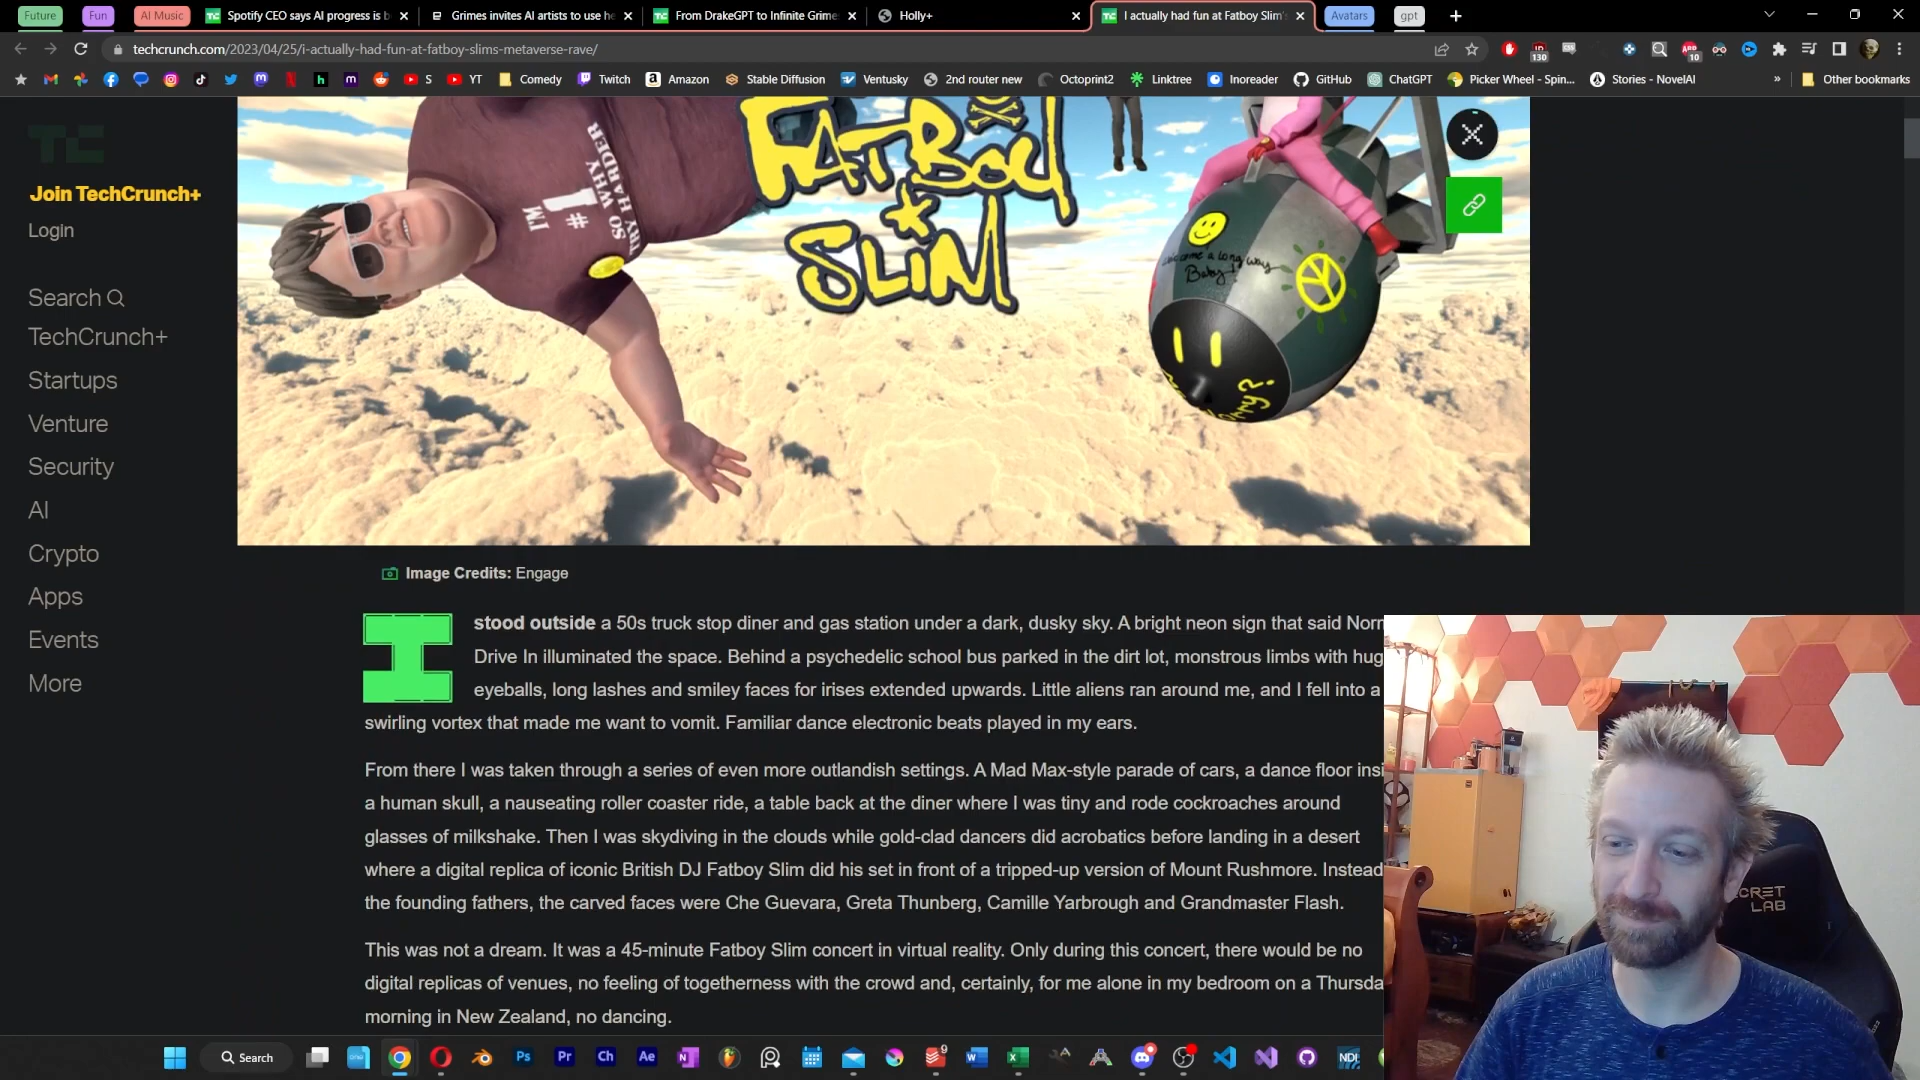 Future
Fun
AI Music
Spotify CEO says AI progress is b
Grimes invites AI artists to use he
From DrakeGPT to Infinite Grime
Holly+
I actually had fun at Fatboy Slim's
Avatars
gpt
techcrunch.com/2023/04/25/i-actually-had-fun-at-fatboy-slims-metaverse-rave/
130
10
S
YT
Comedy
Twitch
Amazon
Stable Diffusion
Ventusky
2nd router new
Octoprint2
Linktree
Inoreader
GitHub
ChatGPT
Picker Wheel - Spin...
Stories - NovelAI
»
Other bookmarks
TC
Join TechCrunch+
Login
Search
TechCrunch+
Startups
Venture
Security
AI
Crypto
Apps
Events
More
I'M
#1
SO WHY
TRY HARDER
FATBOY
SLIM
Baby!
Image Credits: Engage
I stood outside a 50s truck stop diner and gas station under a dark, dusky sky. A bright neon sign that said Norm
Drive In illuminated the space. Behind a psychedelic school bus parked in the dirt lot, monstrous limbs with hug
eyeballs, long lashes and smiley faces for irises extended upwards. Little aliens ran around me, and I fell into a
swirling vortex that made me want to vomit. Familiar dance electronic beats played in my ears.
From there I was taken through a series of even more outlandish settings. A Mad Max-style parade of cars, a dance floor insi
a human skull, a nauseating roller coaster ride, a table back at the diner where I was tiny and rode cockroaches around
glasses of milkshake. Then I was skydiving in the clouds while gold-clad dancers did acrobatics before landing in a desert
where a digital replica of iconic British DJ Fatboy Slim did his set in front of a tripped-up version of Mount Rushmore. Instead
the founding fathers, the carved faces were Che Guevara, Greta Thunberg, Camille Yarbrough and Grandmaster Flash.
This was not a dream. It was a 45-minute Fatboy Slim concert in virtual reality. Only during this concert, there would be no
digital replicas of venues, no feeling of togetherness with the crowd and, certainly, for me alone in my bedroom on a Thursda
morning in New Zealand, no dancing.
CRET
LAB
Search
Ps
Pr
Ch
Ae
N
9
W
X
NDI